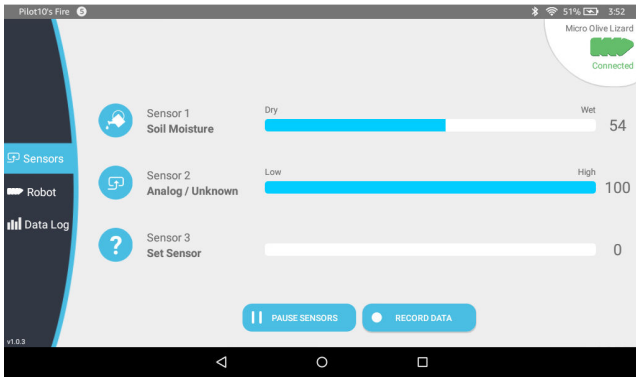 Pilot10's Fire S 51% 3:52
Micro Olive Lizard
Connected
Sensor 1
Soil Moisture
Dry Wet
54
Sensors
Sensor 2
Analog / Unknown
Low High
100
Robot
Data Log
?
Sensor 3
Set Sensor
0
PAUSE SENSORS RECORD DATA
v1.0.3